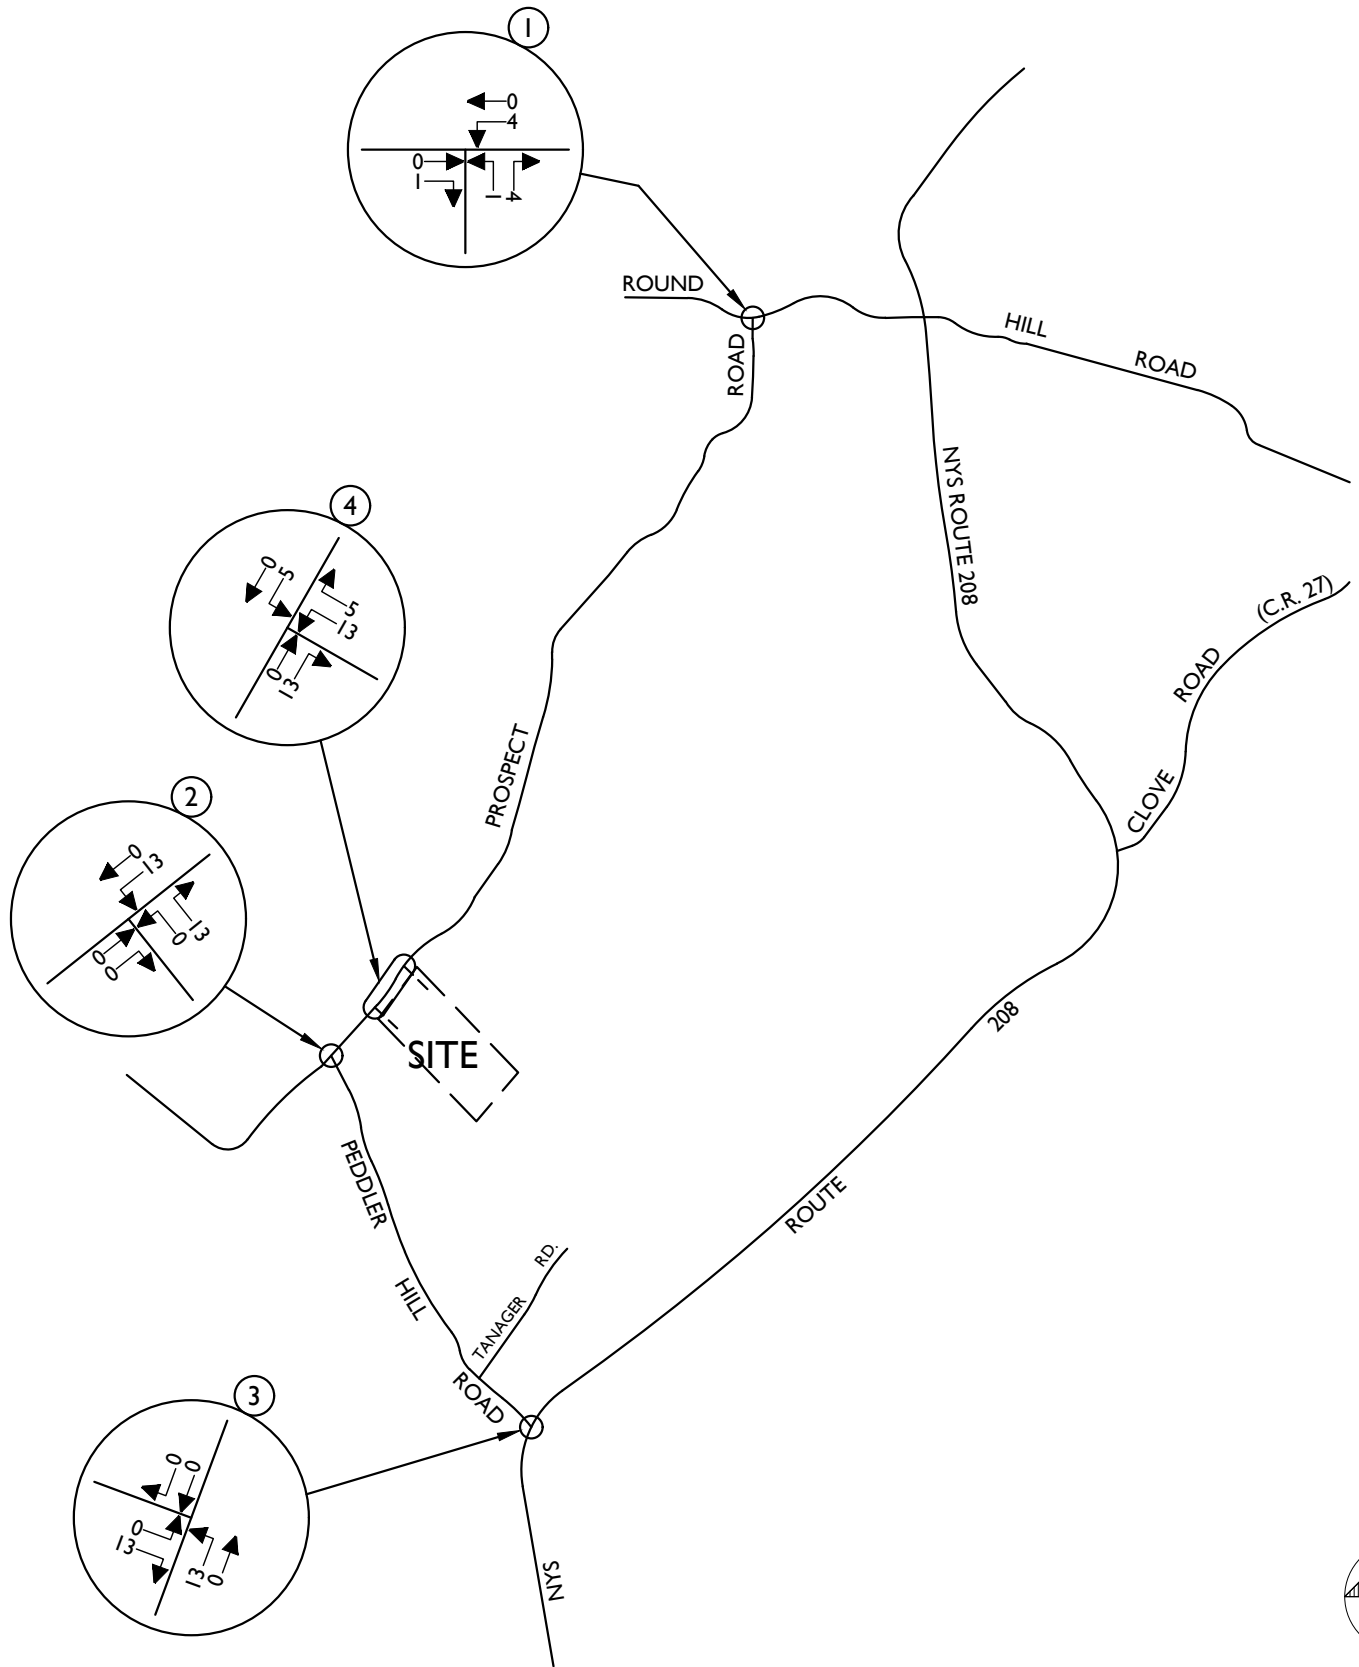 1
0
4
0
1
1
4
ROUND
HILL
ROAD
ROAD
NYS ROUTE 208
4
0
5
5
13
0
13
(C.R. 27)
ROAD
CLOVE
PROSPECT
2
0
13
13
0
0
0
SITE
208
ROUTE
PEDDLER
HILL
ROAD
TANAGER
RD.
3
0
0
0
13
13
0
NYS